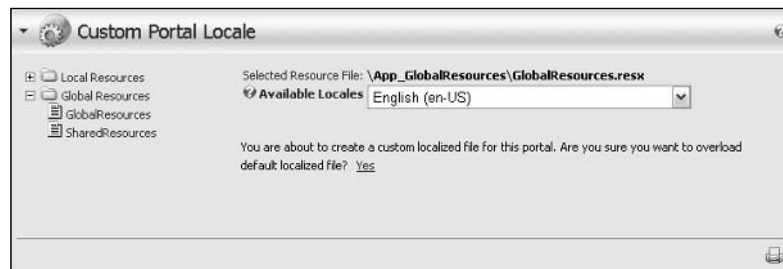 Custom Portal Locale
Local Resources
Global Resources
GlobalResources
SharedResources
Selected Resource File: \App_GlobalResources\GlobalResources.resx
Available Locales English (en-US)
You are about to create a custom localized file for this portal. Are you sure you want to overload
default localized file? Yes